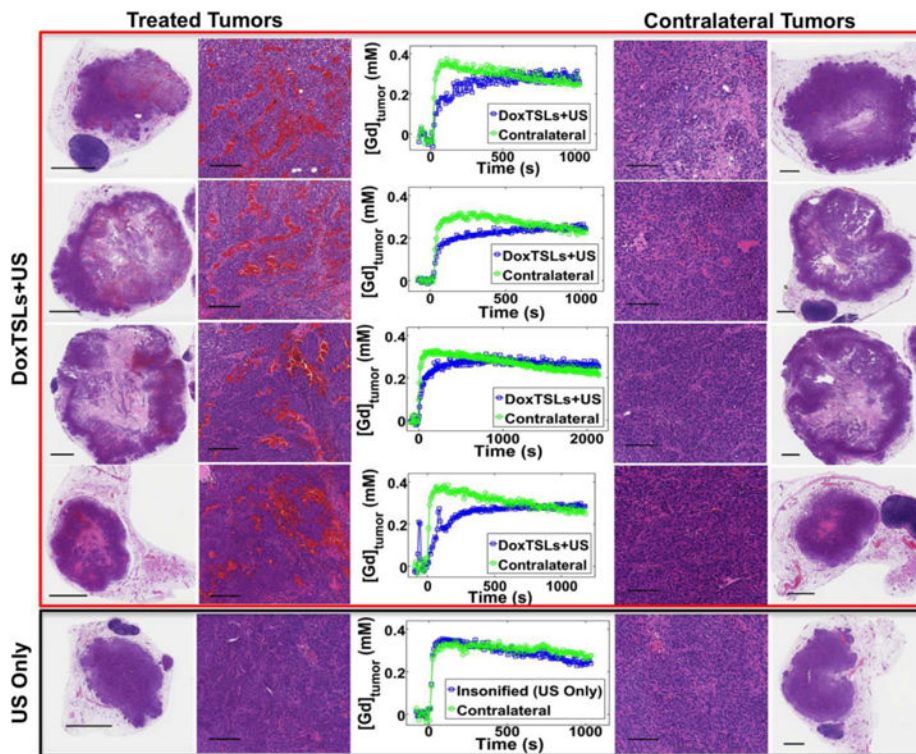 Treated Tumors
Contralateral Tumors
DoxTSLs+US
[Gd]tumor (mM)
0.4
0.2
0
DoxTSLs+US
Contralateral
0 500 1000
Time (s)
[Gd]tumor (mM)
0.4
0.2
0
DoxTSLs+US
Contralateral
0 500 1000
Time (s)
[Gd]tumor (mM)
0.4
0.2
0
DoxTSLs+US
Contralateral
0 1000 2000
Time (s)
[Gd]tumor (mM)
0.4
0.2
0
DoxTSLs+US
Contralateral
0 500 1000
Time (s)
US Only
[Gd]tumor (mM)
0.4
0.2
0
Insonified (US Only)
Contralateral
0 500 1000
Time (s)